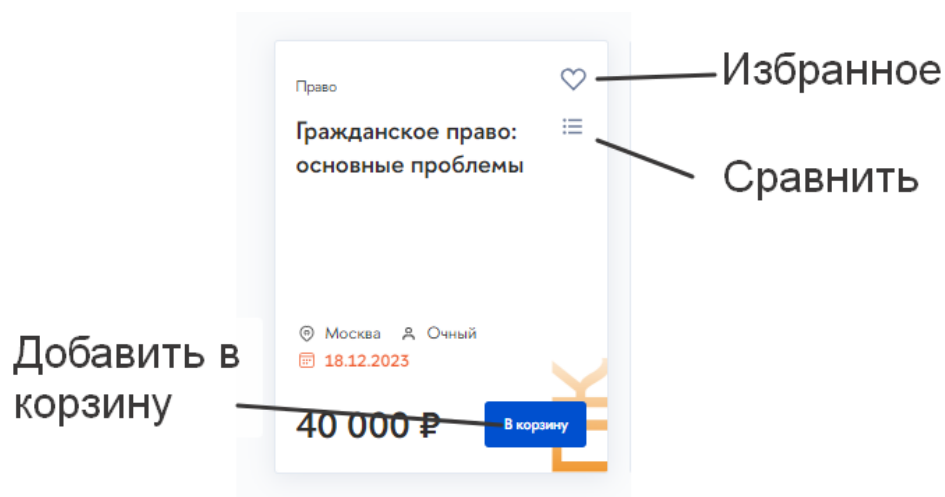 Избранное
Право
Гражданское право:
основные проблемы
Сравнить
Москва Очный
18.12.2023
Добавить в
корзину
40 000 ₽
В корзину